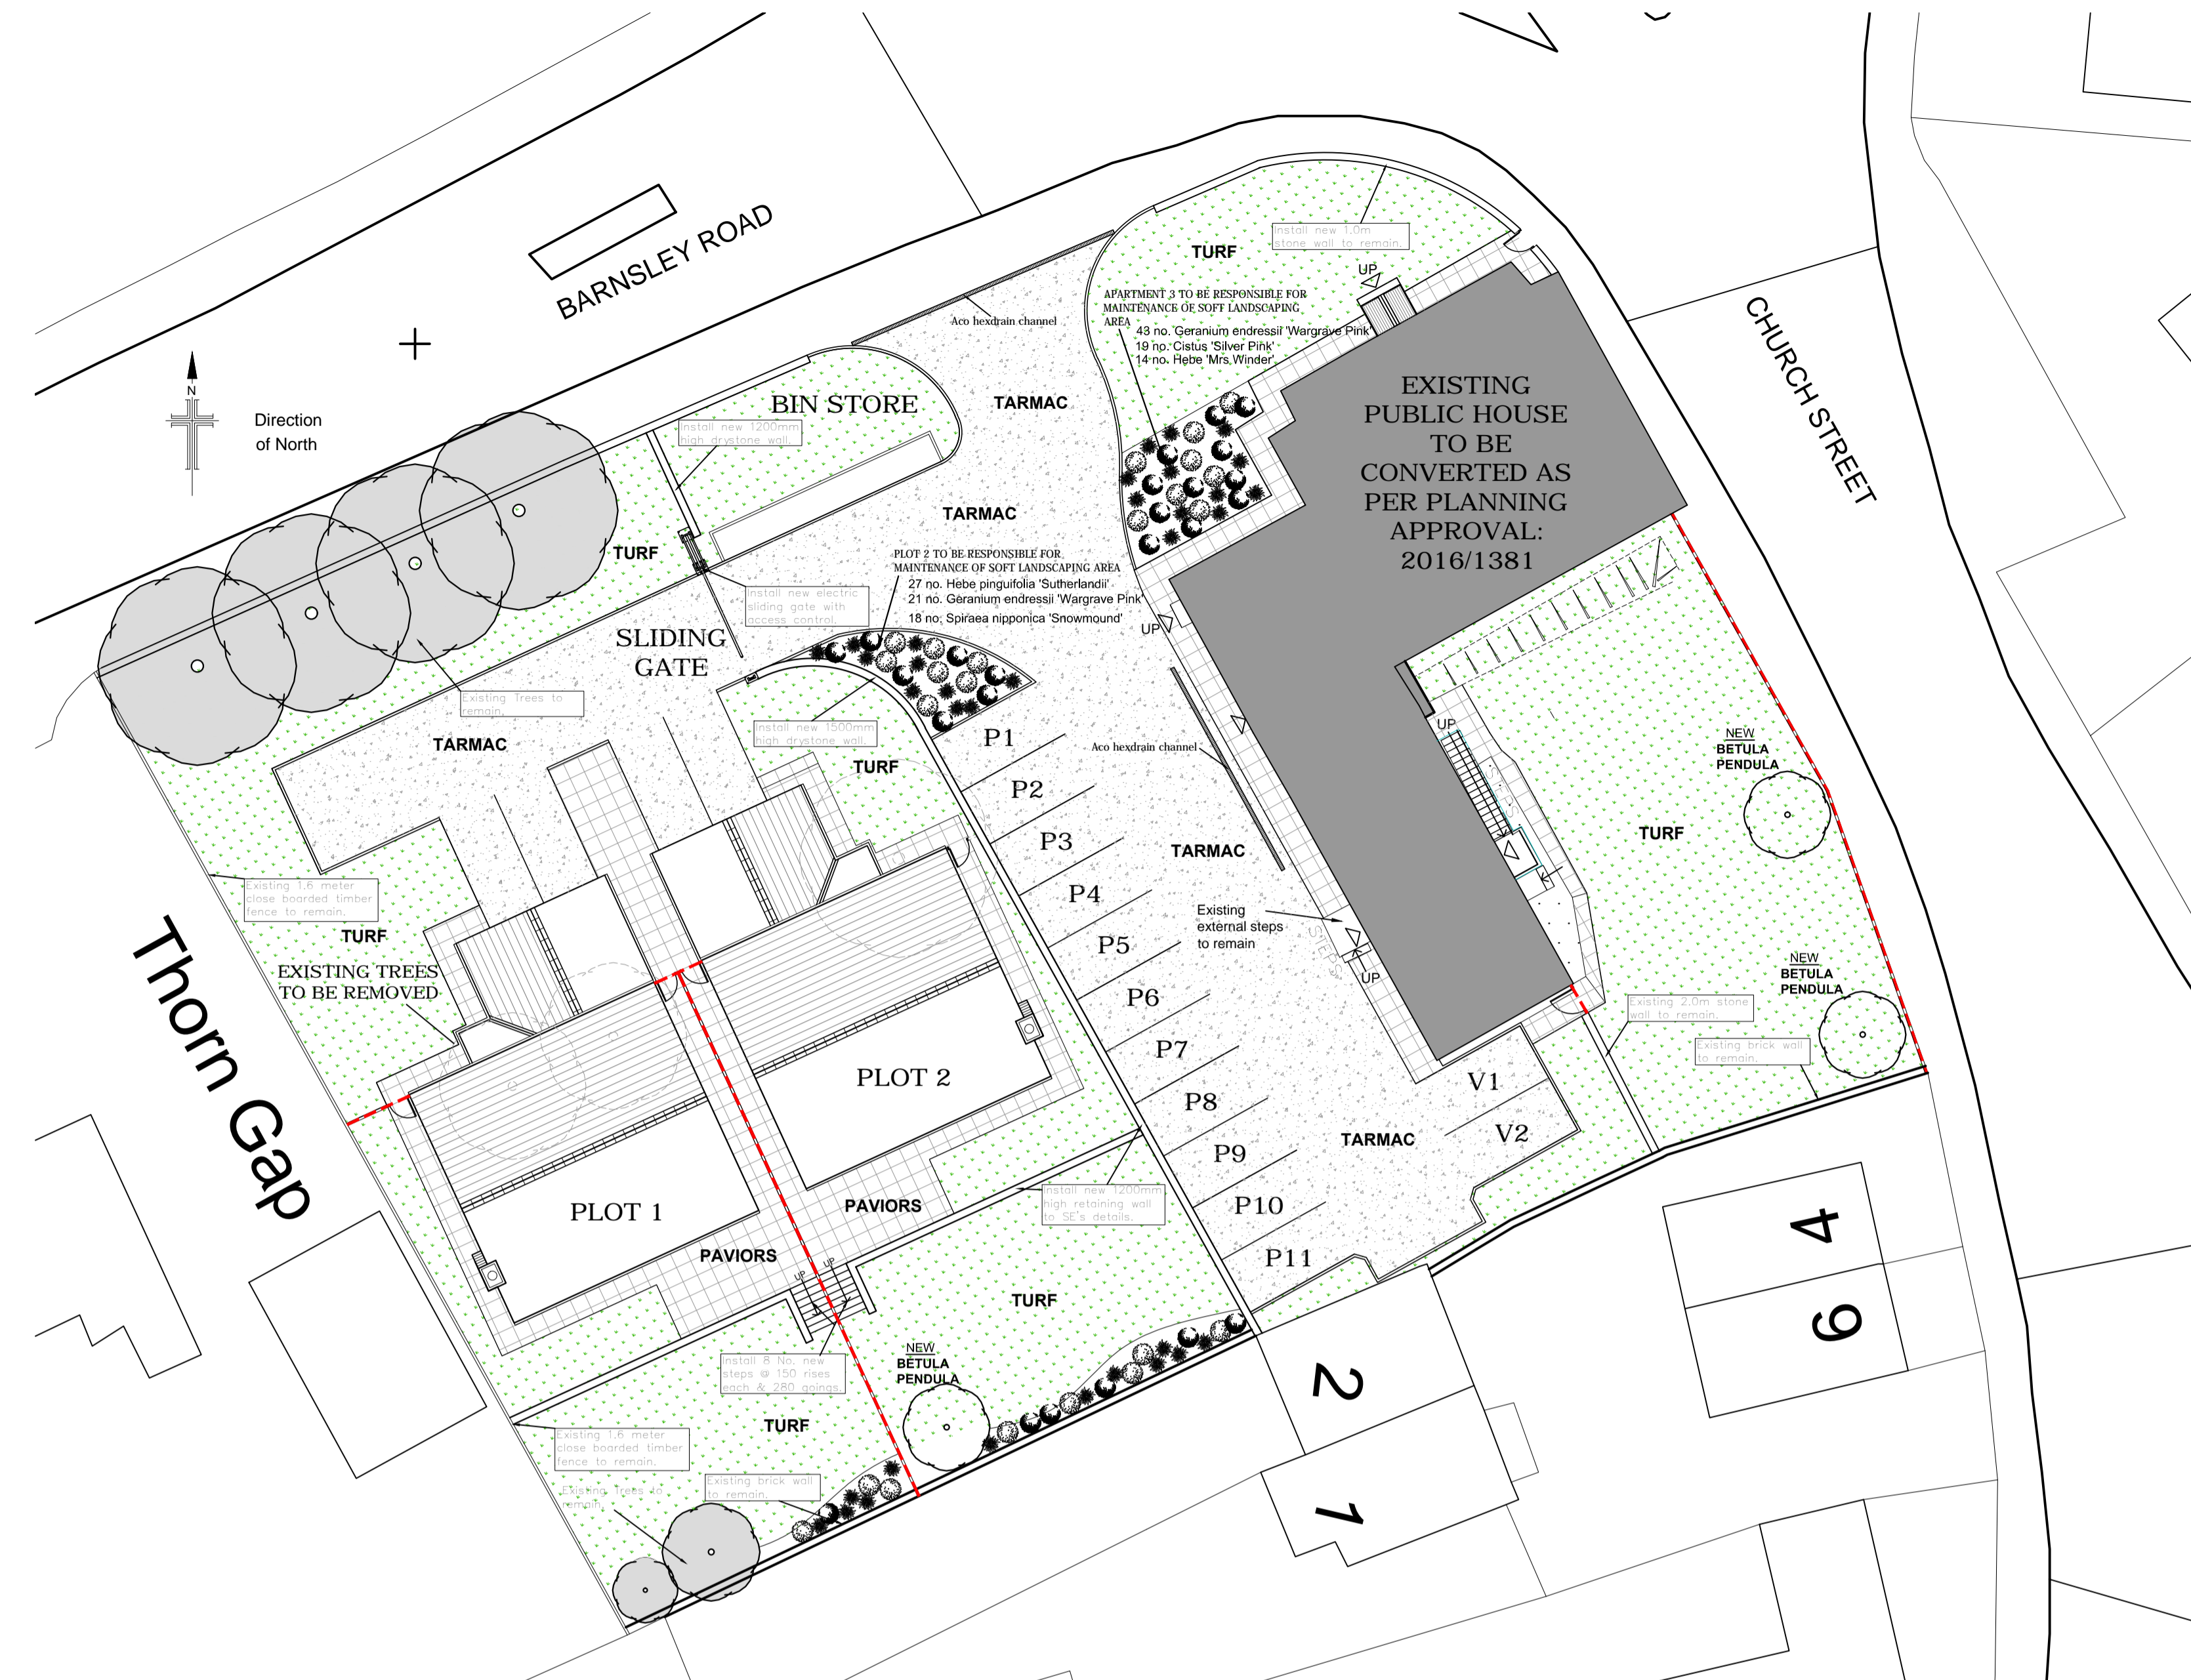 BARNSLEY ROAD
CHURCH STREET
Thorn Gap
N
Direction
of North
TURF
Install new 1.0m
stone wall to remain.
UP
APARTMENT 3 TO BE RESPONSIBLE FOR
MAINTENANCE OF SOFT LANDSCAPING
AREA
43 no. Geranium endressii 'Wargrave Pink'
19 no. Cistus 'Silver Pink'
14 no. Hebe 'Mrs Winder'
Aco hexdrain channel
BIN STORE
TARMAC
Install new 1200mm
high drystone wall.
EXISTING
PUBLIC HOUSE
TO BE
CONVERTED AS
PER PLANNING
APPROVAL:
2016/1381
TARMAC
TURF
PLOT 2 TO BE RESPONSIBLE FOR
MAINTENANCE OF SOFT LANDSCAPING AREA
27 no. Hebe pinguifolia 'Sutherlandii'
21 no. Geranium endressii 'Wargrave Pink'
18 no. Spiraea nipponica 'Snowmound'
Install new electric
sliding gate with
access control.
UP
SLIDING
GATE
Existing Trees to
remain.
TARMAC
Install new 1500mm
high drystone wall.
TURF
P1
P2
P3
P4
P5
P6
P7
P8
P9
P10
P11
Aco hexdrain channel
TARMAC
Existing
external steps
to remain
STEPS
UP
UP
STEPS
NEW
BETULA
PENDULA
TURF
NEW
BETULA
PENDULA
Existing 2.0m stone
wall to remain.
Existing brick wall
to remain.
V1
V2
TARMAC
Existing 1.6 meter
close boarded timber
fence to remain.
TURF
EXISTING TREES
TO BE REMOVED
PLOT 2
PLOT 1
PAVIORS
PAVIORS
Install new 1200mm
high retaining wall
to SE's details.
UP
UP
TURF
Install 8 No. new
steps @ 150 rises
each & 280 goings.
NEW
BETULA
PENDULA
TURF
Existing 1.6 meter
close boarded timber
fence to remain.
Existing brick wall
to remain.
Existing Trees to
remain.
4
6
2
1